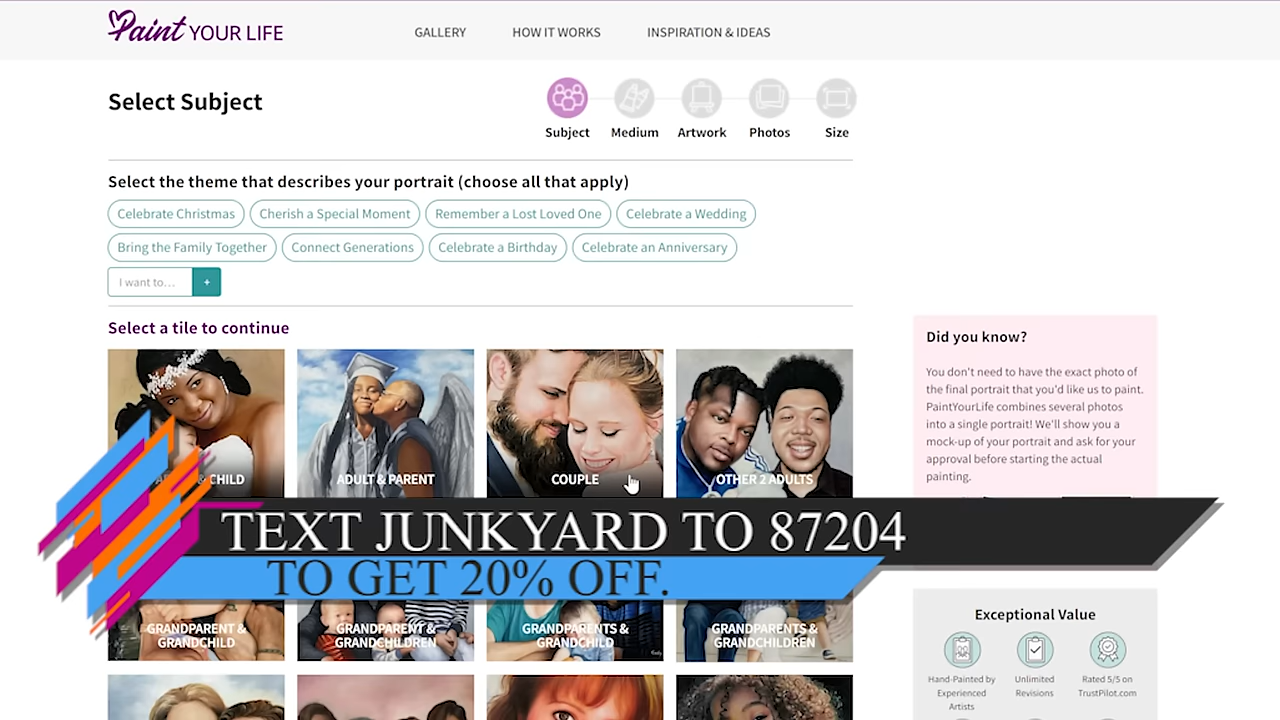 Paint YOUR LIFE
GALLERY HOW IT WORKS INSPIRATION & IDEAS
Select Subject
Subject Medium Artwork Photos Size
Select the theme that describes your portrait (choose all that apply)
Celebrate Christmas Cherish a Special Moment Remember a Lost Loved One Celebrate a Wedding
Bring the Family Together Connect Generations Celebrate a Birthday Celebrate an Anniversary
I want to... +
Select a tile to continue
& CHILD
ADULT & PARENT
COUPLE
OTHER 2 ADULTS
Did you know?
You don't need to have the exact photo of
the final portrait that you'd like us to paint.
PaintYourLife combines several photos
into a single portrait! We'll show you a
mock-up of your portrait and ask for your
approval before starting the actual
painting.
TEXT JUNKYARD TO 87204
TO GET 20% OFF.
GRANDPARENT &
GRANDCHILD
GRANDPARENT &
GRANDCHILDREN
GRANDPARENTS &
GRANDCHILD
GRANDPARENTS &
GRANDCHILDREN
Exceptional Value
Hand-Painted by
Experienced
Artists
Unlimited
Revisions
Rated 5/5 on
TrustPilot.com